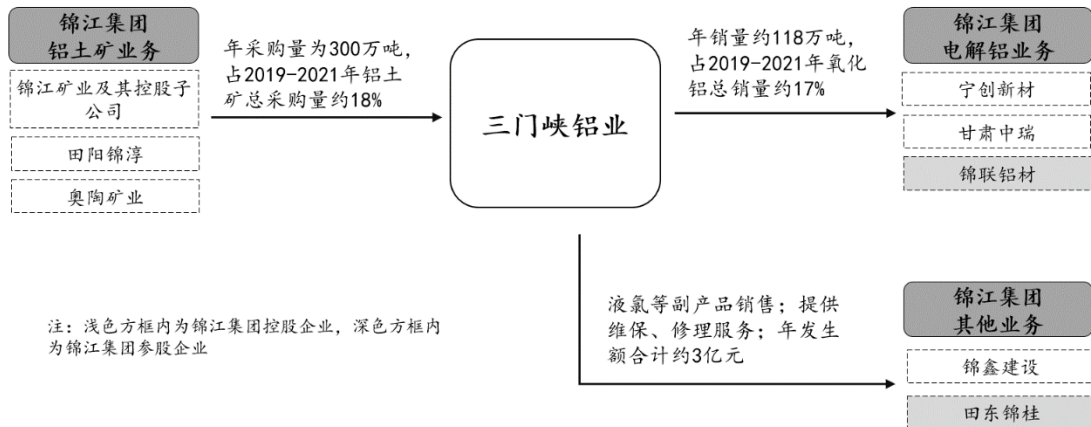 锦江集团
铝土矿业务
锦江矿业及其控股子
公司
田阳锦淳
奥陶矿业
年采购量为300万吨，
占2019-2021年铝土
矿总采购量约18%
三门峡铝业
年销量约118万吨，
占2019-2021年氧化
铝总销量约17%
锦江集团
电解铝业务
宁创新材
甘肃中瑞
锦联铝材
液氯等副产品销售；提供
维保、修理服务；年发生
额合计约3亿元
锦江集团
其他业务
锦鑫建设
田东锦桂
注：浅色方框内为锦江集团控股企业，深色方框内
为锦江集团参股企业